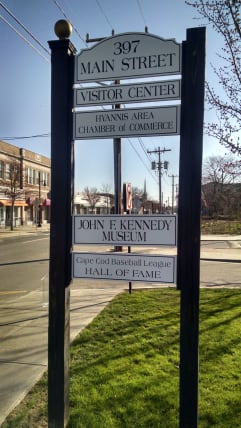 397
MAIN STREET
VISITOR CENTER
HYANNIS AREA
CHAMBER of COMMERCE
JOHN F. KENNEDY
MUSEUM
Cape Cod Baseball League
HALL OF FAME